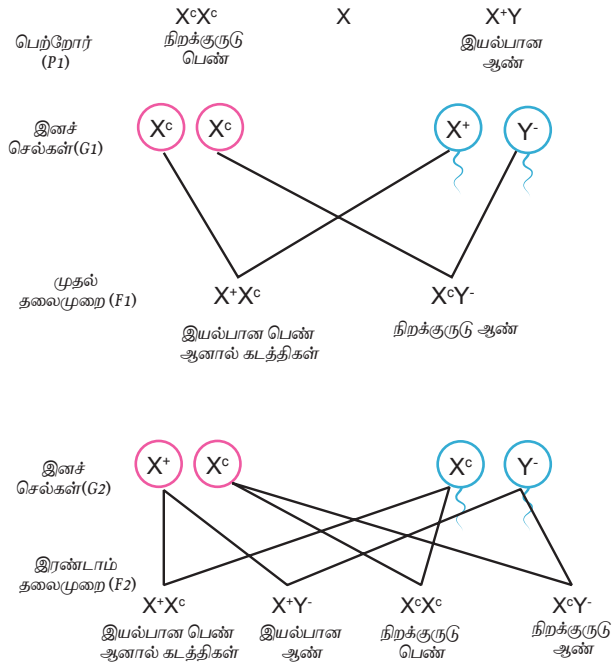 XᶜXᶜ X X⁺Y
பெற்றோர் (P1)
நிறக்குருடு பெண்
இயல்பான ஆண்
இனச் செல்கள்(G1)
Xᶜ Xᶜ X⁺ Y⁻
முதல் தலைமுறை (F1)
X⁺Xᶜ XᶜY⁻
இயல்பான பெண் ஆனால் கடத்திகள்
நிறக்குருடு ஆண்
இனச் செல்கள்(G2)
X⁺ Xᶜ Xᶜ Y⁻
இரண்டாம் தலைமுறை (F2)
X⁺Xᶜ X⁺Y⁻ XᶜXᶜ XᶜY⁻
இயல்பான பெண் ஆனால் கடத்திகள்
இயல்பான ஆண்
நிறக்குருடு பெண்
நிறக்குருடு ஆண்